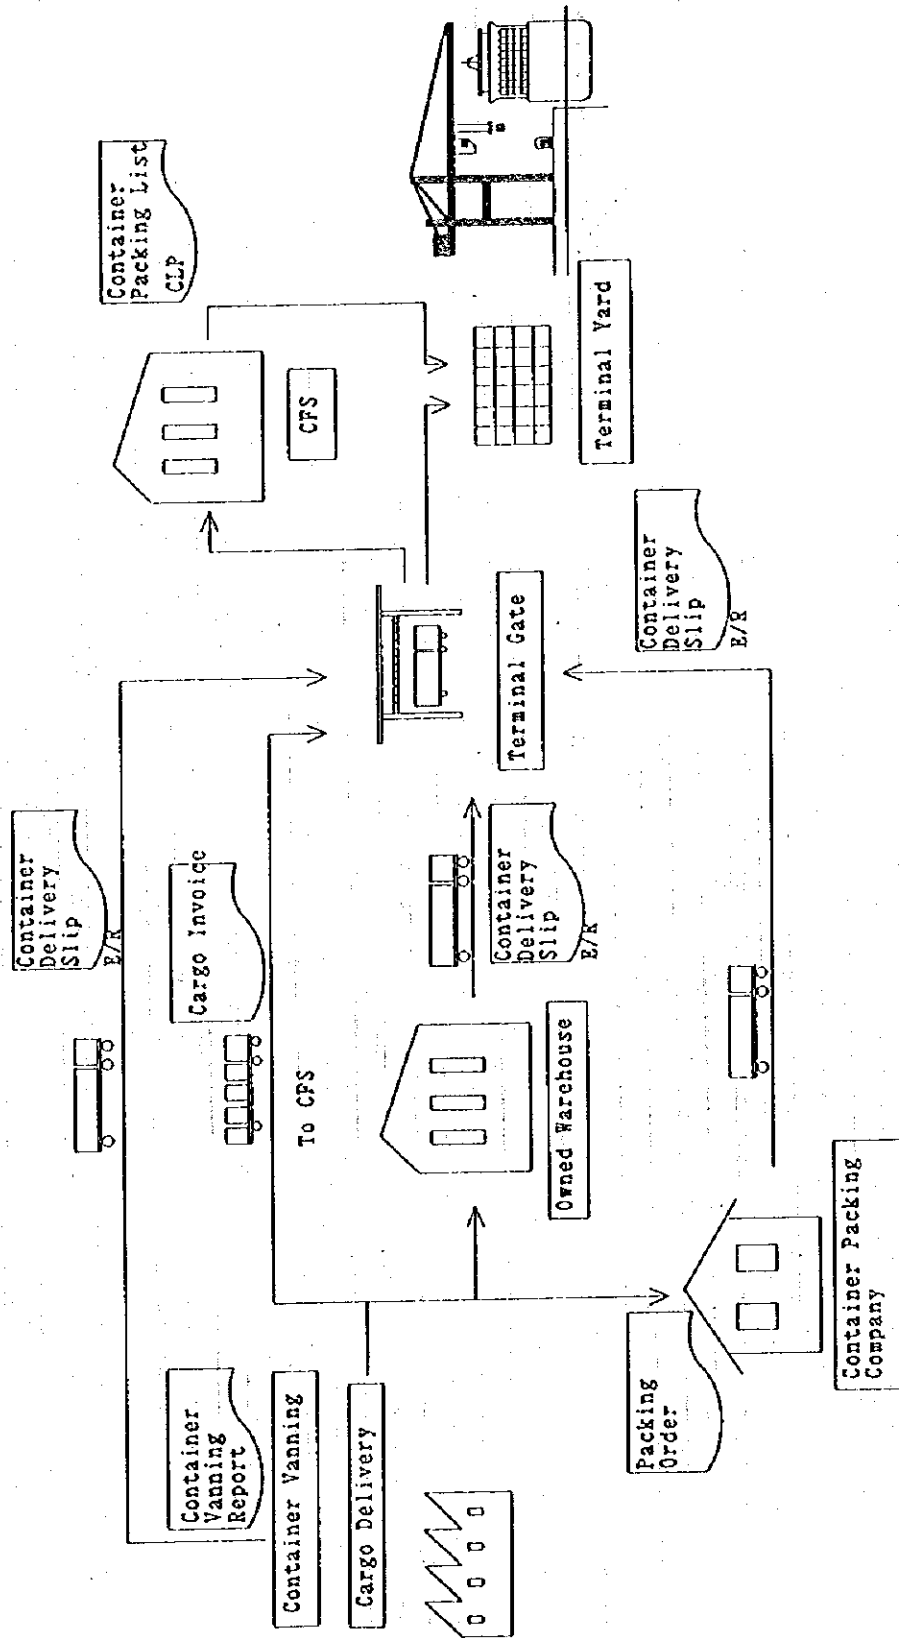 Container
Delivery
Slip
E/R
Container
Packing List
CLP
Container
Vanning
Report
Cargo Invoice
CFS
Container Vanning
To CFS
Cargo Delivery
Container
Delivery
Slip
E/R
Terminal Gate
Terminal Yard
Owned Warehouse
Packing
Order
Container
Delivery
Slip
E/R
Container Packing
Company